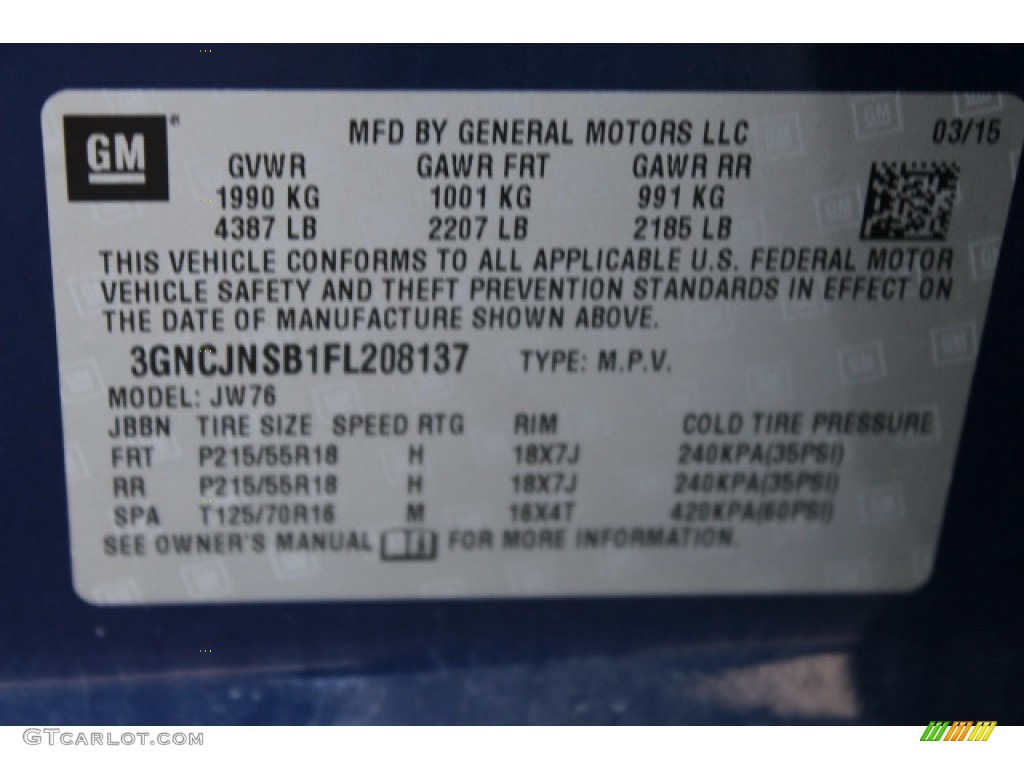 GM
MFD BY GENERAL MOTORS LLC 03/15
GVWR GAWR FRT GAWR RR
1990 KG 1001 KG 991 KG
4387 LB 2207 LB 2185 LB
THIS VEHICLE CONFORMS TO ALL APPLICABLE U.S. FEDERAL MOTOR
VEHICLE SAFETY AND THEFT PREVENTION STANDARDS IN EFFECT ON
THE DATE OF MANUFACTURE SHOWN ABOVE.
3GNCJNSB1FL208137 TYPE: M.P.V.
MODEL: JW76
JBBN TIRE SIZE SPEED RTG RIM COLD TIRE PRESSURE
FRT P215/55R18 H 18X7J 240KPA(35PSI)
RR P215/55R18 H 18X7J 240KPA(35PSI)
SPA T125/70R16 M 16X4T 420KPA(60PSI)
SEE OWNER'S MANUAL FOR MORE INFORMATION.
GTCarlot.com